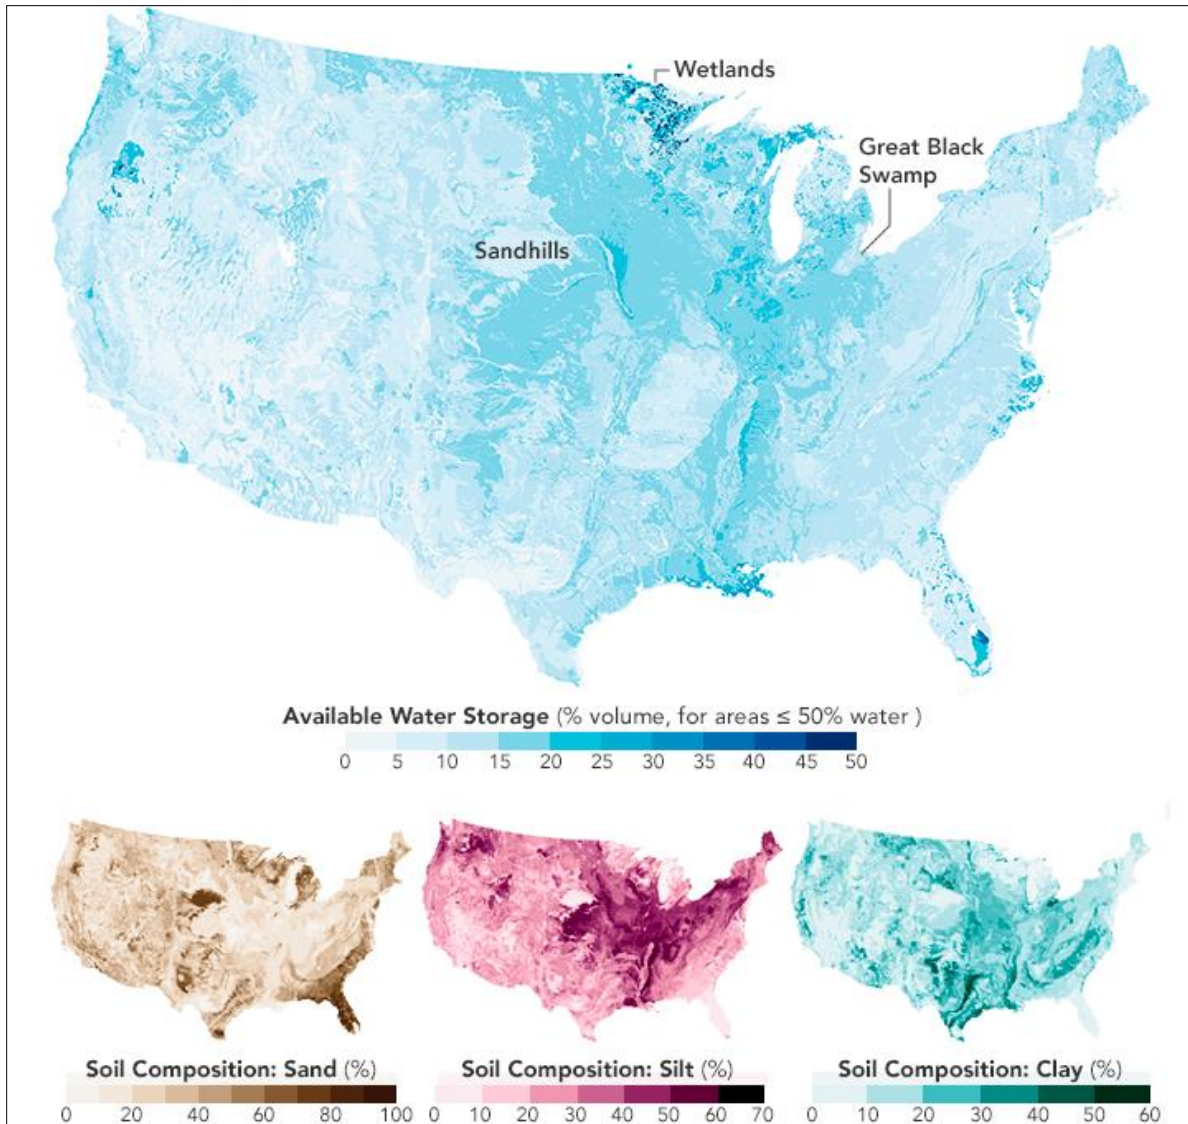 Wetlands
Great Black
Swamp
Sandhills
Available Water Storage (% volume, for areas ≤ 50% water )
0 5 10 15 20 25 30 35 40 45 50
Soil Composition: Sand (%)
0 20 40 60 80 100
Soil Composition: Silt (%)
0 10 20 30 40 50 60 70
Soil Composition: Clay (%)
0 10 20 30 40 50 60